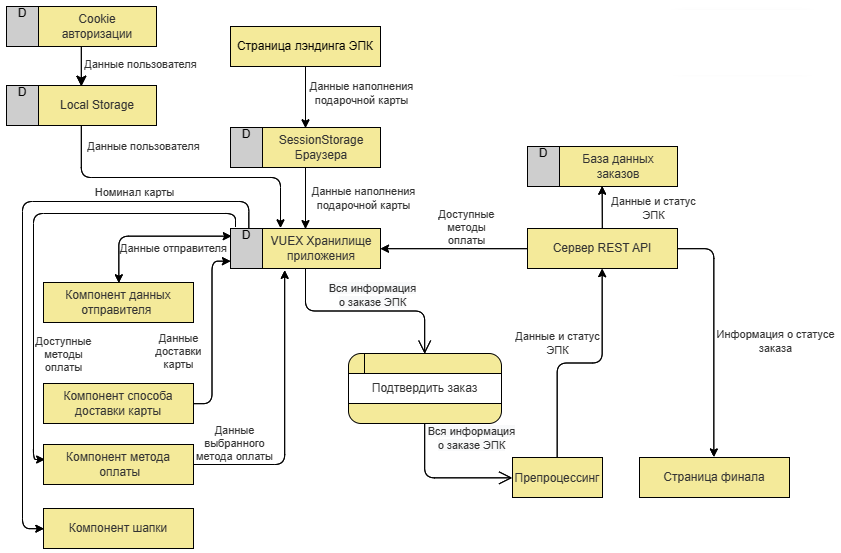 D
Cookie
авторизации
Данные пользователя
D
Local Storage
Данные пользователя
Страница лэндинга ЭПК
Данные наполнения
подарочной карты
D
SessionStorage
Браузера
Данные наполнения
подарочной карты
Номинал карты
D
VUEX Хранилище
приложения
Данные отправителя
Компонент данных
отправителя
Доступные
методы
оплаты
Данные
доставки
карты
Компонент способа
доставки карты
Данные
выбранного
метода оплаты
Компонент метода
оплаты
Компонент шапки
Доступные
методы
оплаты
D
База данных
заказов
Данные и статус
ЭПК
Сервер REST API
Вся информация
о заказе ЭПК
Подтвердить заказ
Вся информация
о заказе ЭПК
Данные и статус
ЭПК
Препроцессинг
Информация о статусе
заказа
Страница финала